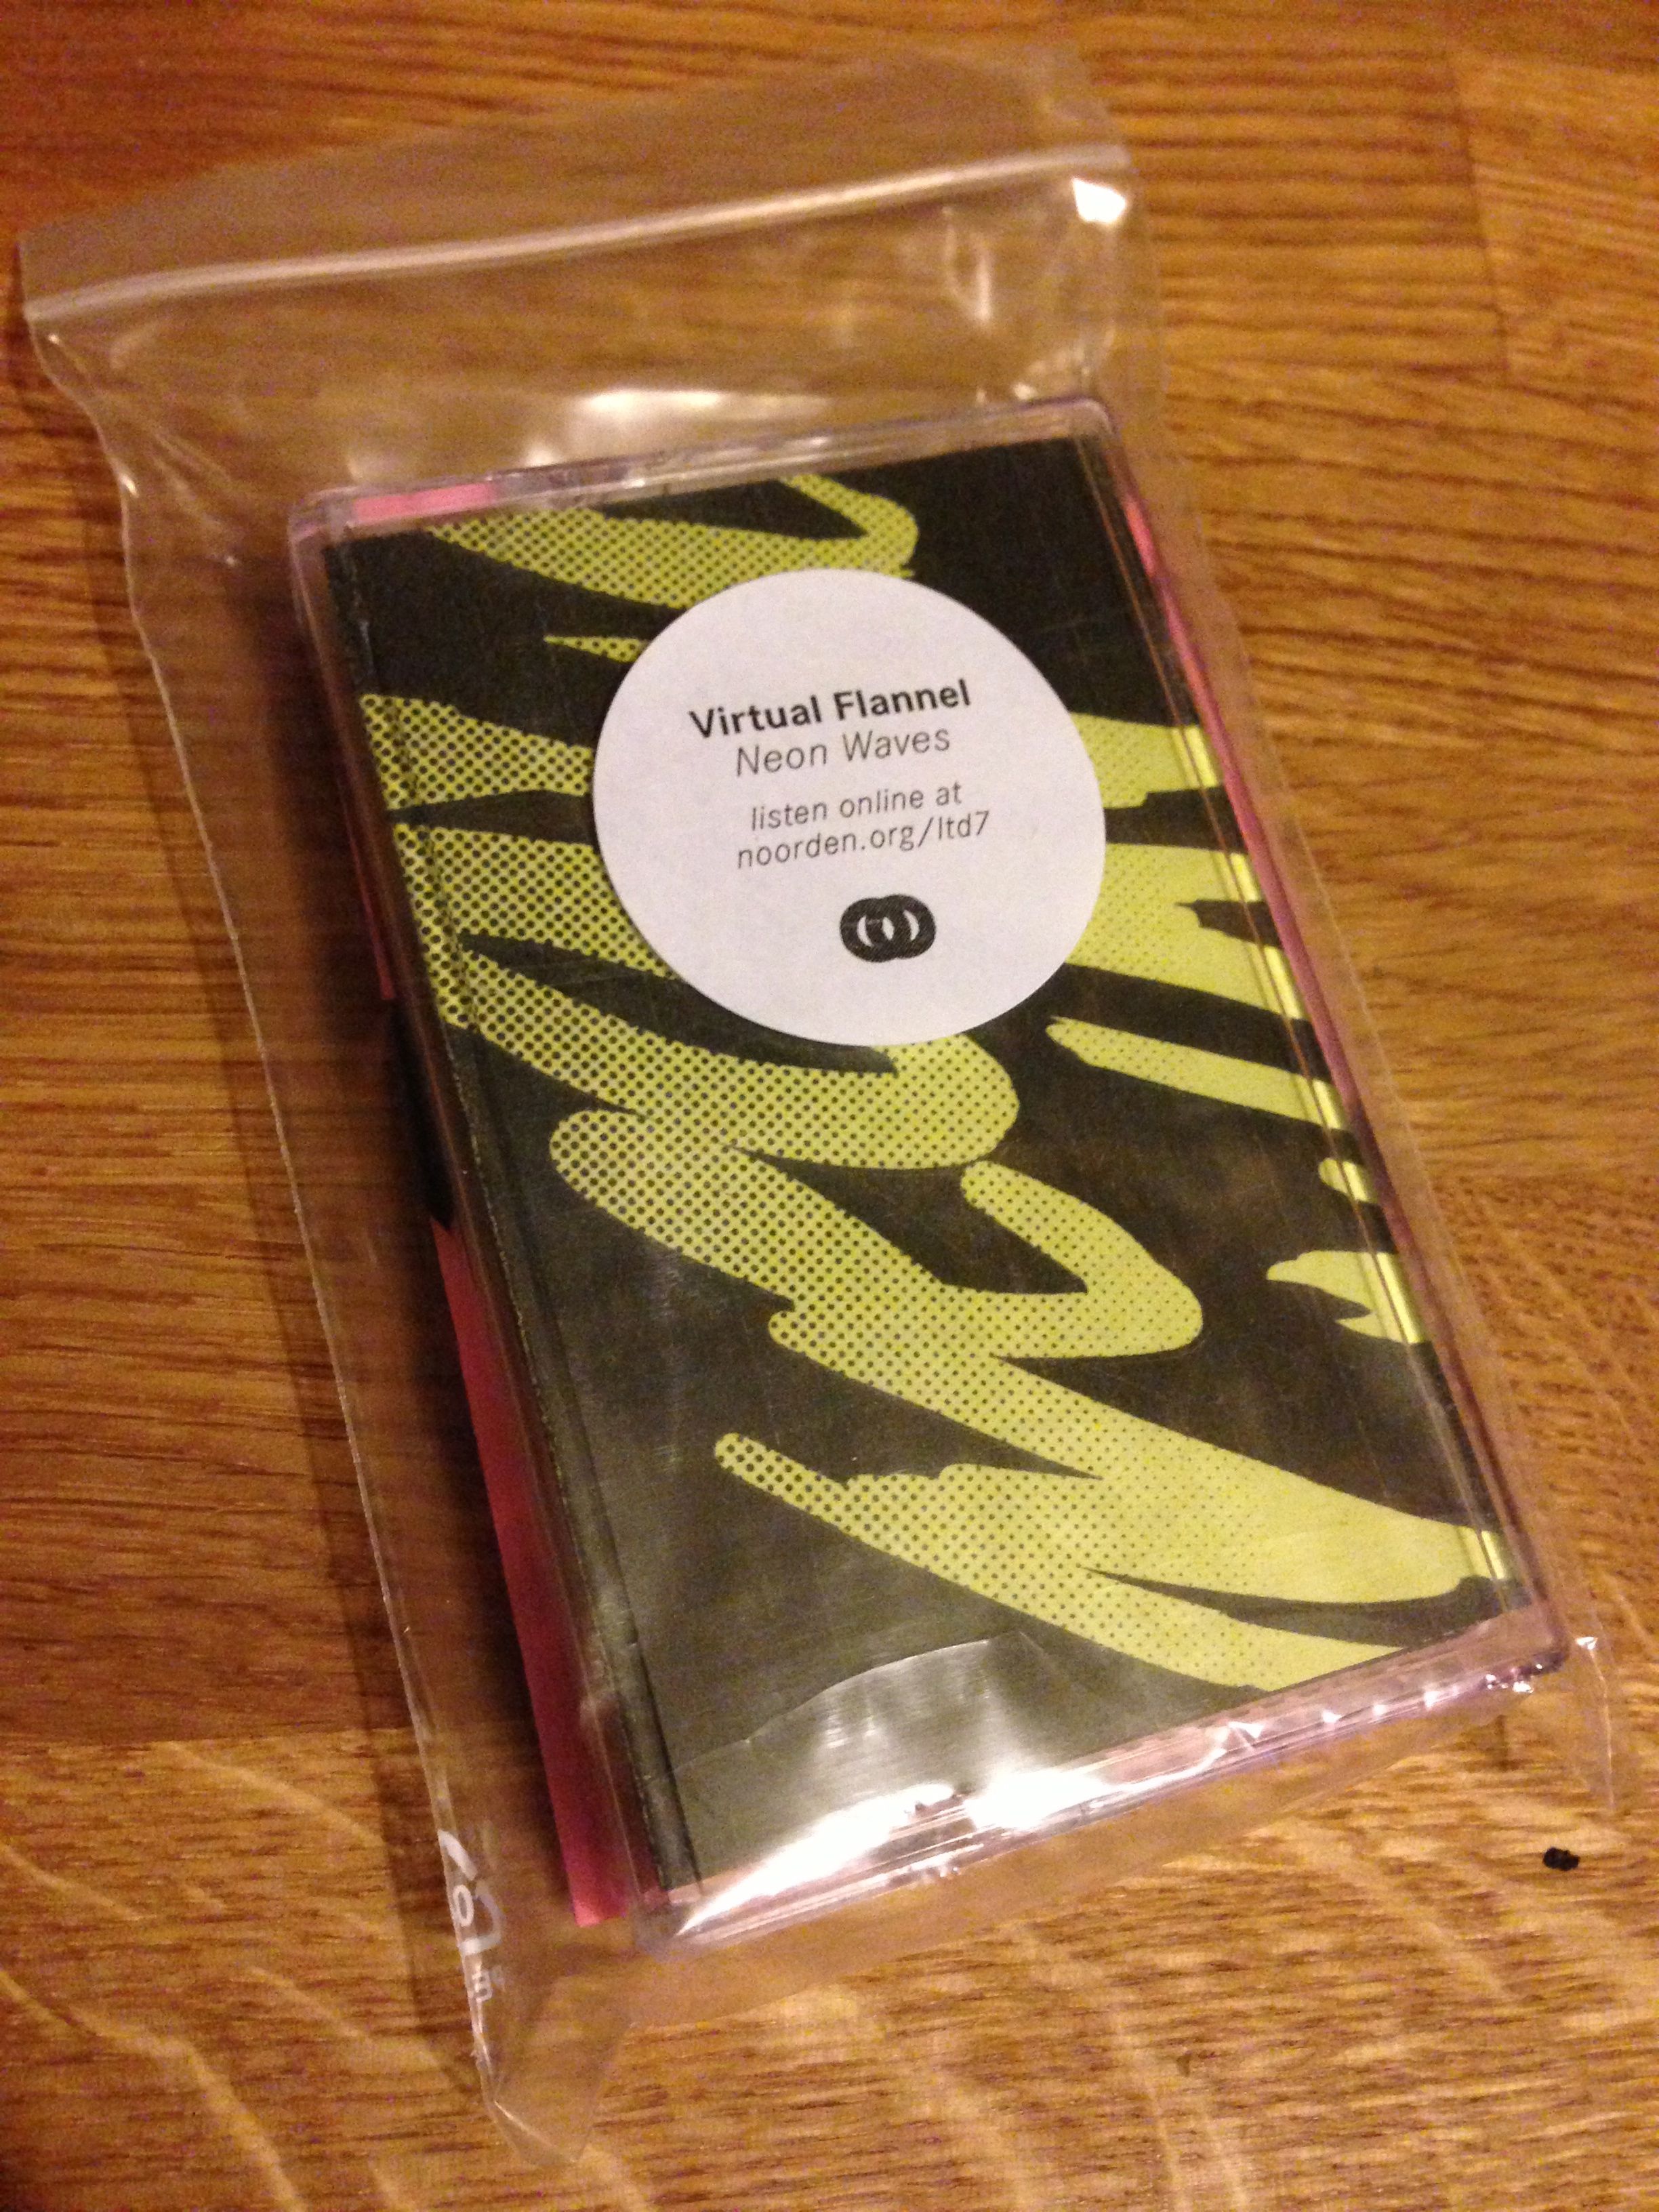 Virtual Flannel
Neon Waves
listen online at
noorden.org/ltd7